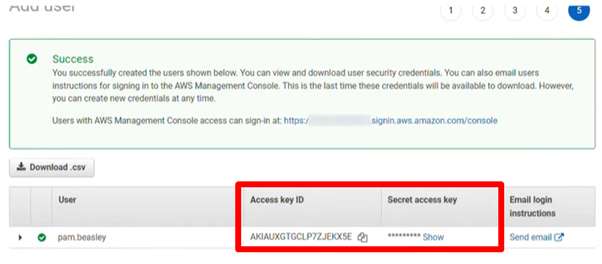 Add user
1 2 3 4 5
Success
You successfully created the users shown below. You can view and download user security credentials. You can also email users
instructions for signing in to the AWS Management Console. This is the last time these credentials will be available to download. However,
you can create new credentials at any time.
Users with AWS Management Console access can sign-in at: https:/ .signin.aws.amazon.com/console
Download .csv
User Access key ID Secret access key Email login
instructions
pam.beasley AKIAUXGTGCLP7ZJEKX5E ********* Show Send email